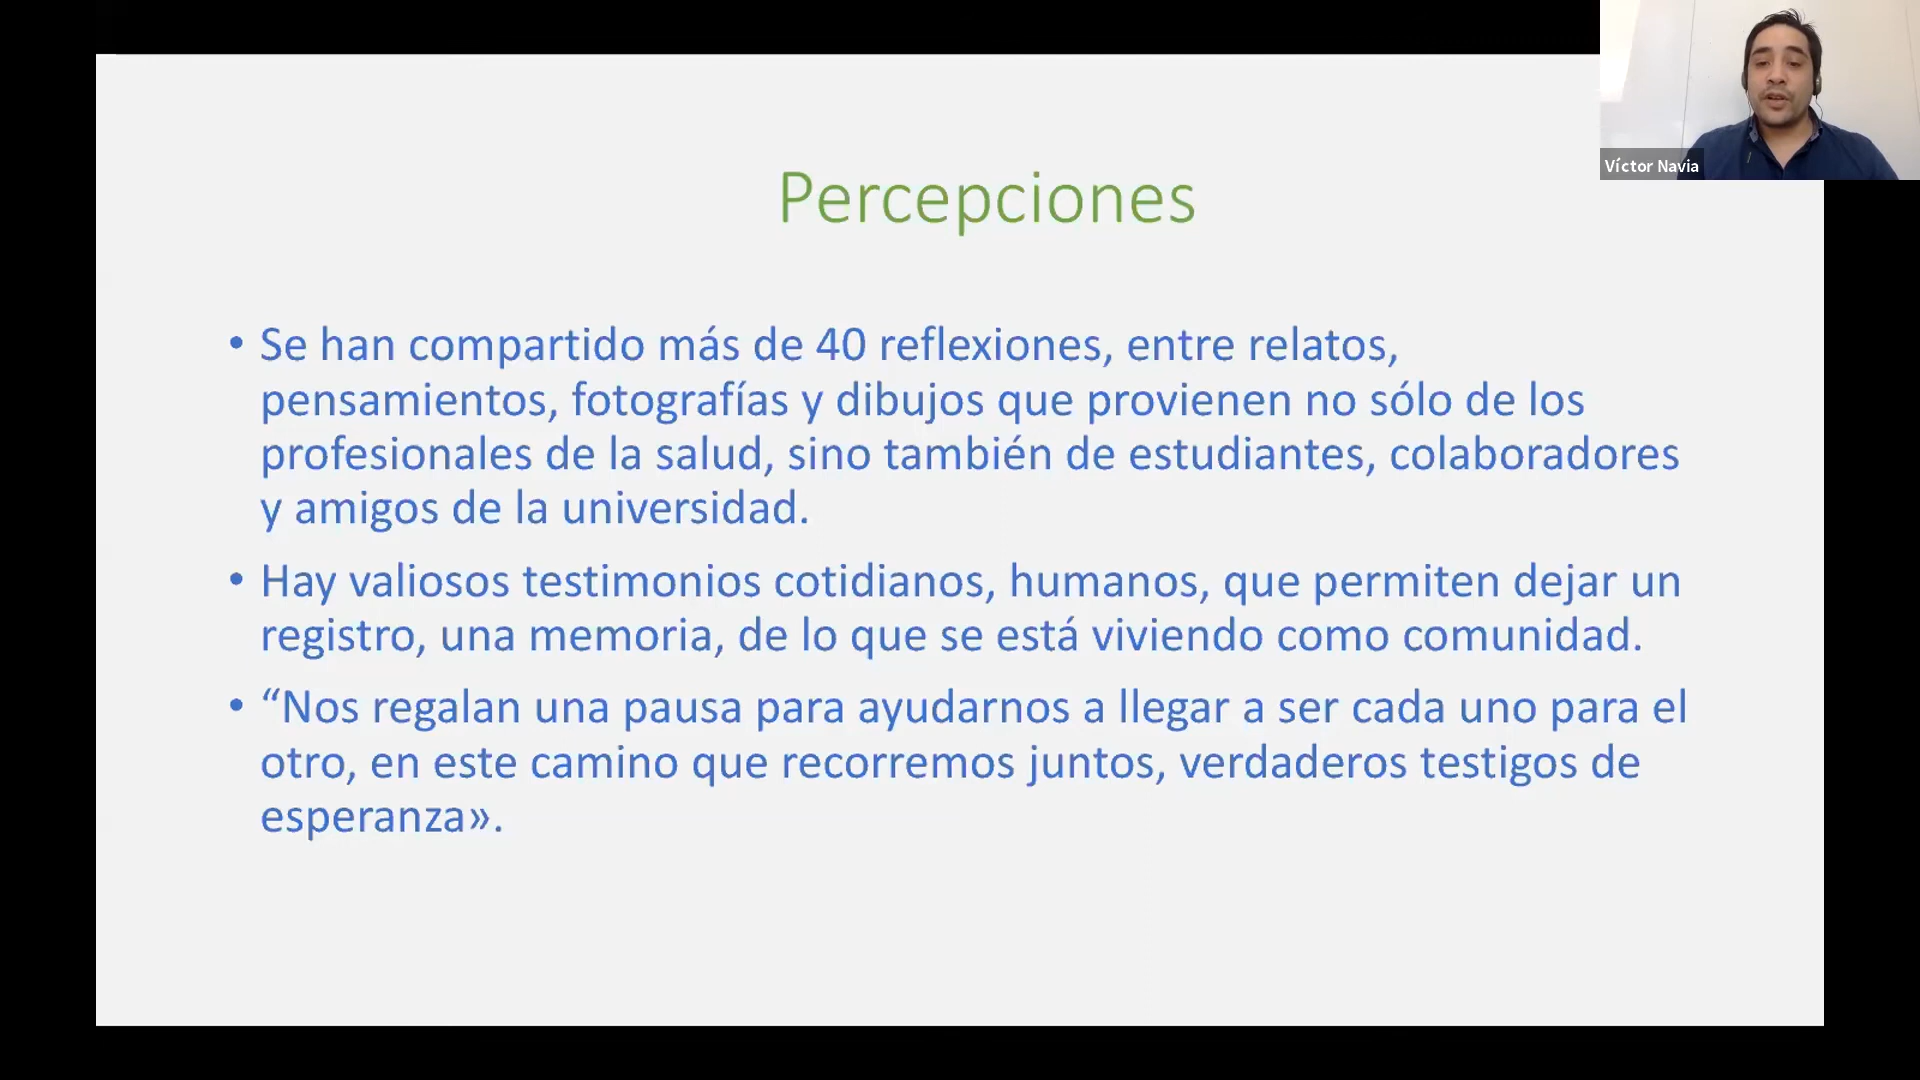 Víctor Navia
Percepciones
• Se han compartido más de 40 reflexiones, entre relatos,
pensamientos, fotografías y dibujos que provienen no sólo de los
profesionales de la salud, sino también de estudiantes, colaboradores
y amigos de la universidad.
• Hay valiosos testimonios cotidianos, humanos, que permiten dejar un
registro, una memoria, de lo que se está viviendo como comunidad.
• “Nos regalan una pausa para ayudarnos a llegar a ser cada uno para el
otro, en este camino que recorremos juntos, verdaderos testigos de
esperanza».